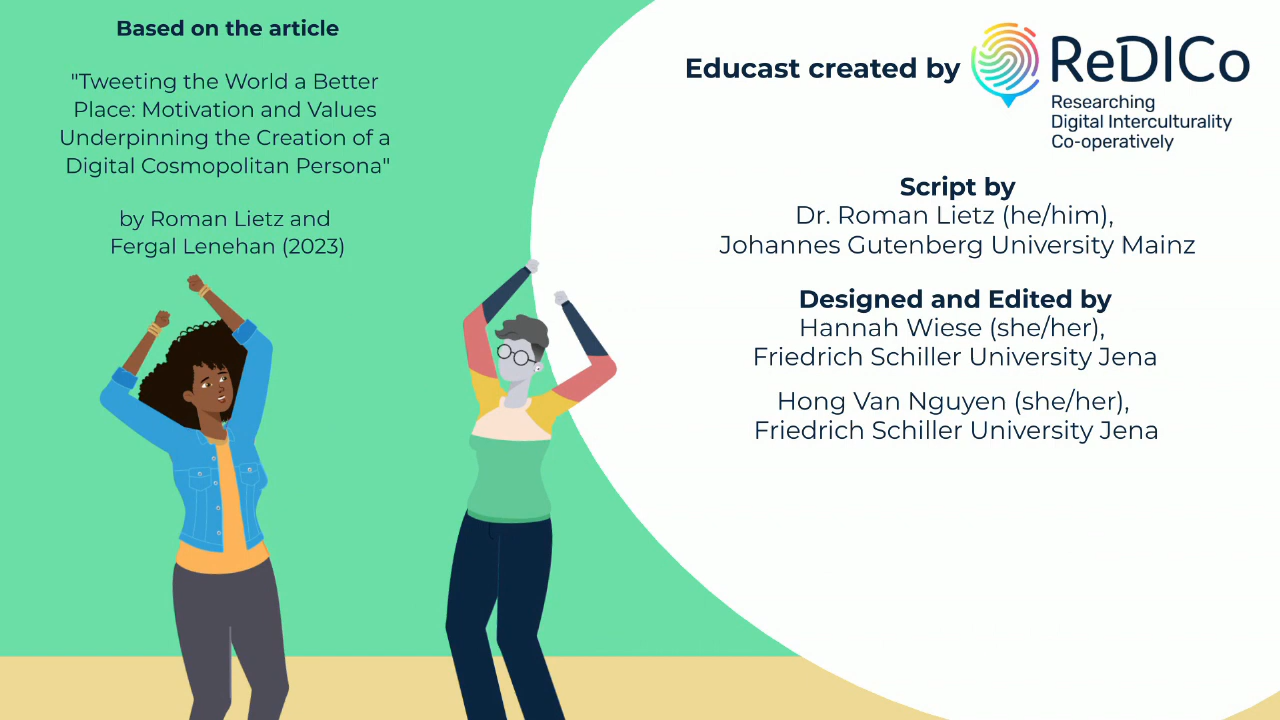 Based on the article
"Tweeting the World a Better
Place: Motivation and Values
Underpinning the Creation of a
Digital Cosmopolitan Persona"
by Roman Lietz and
Fergal Lenehan (2023)
Educast created by
ReDICo
Researching
Digital Interculturality
Co-operatively
Script by
Dr. Roman Lietz (he/him),
Johannes Gutenberg University Mainz
Designed and Edited by
Hannah Wiese (she/her),
Friedrich Schiller University Jena
Hong Van Nguyen (she/her),
Friedrich Schiller University Jena